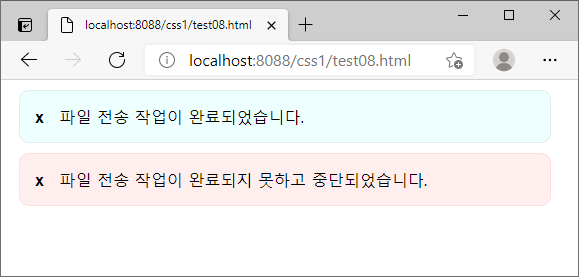 localhost:8088/css1/test08.html
localhost:8088/css1/test08.html
x 파일 전송 작업이 완료되었습니다.
x 파일 전송 작업이 완료되지 못하고 중단되었습니다.